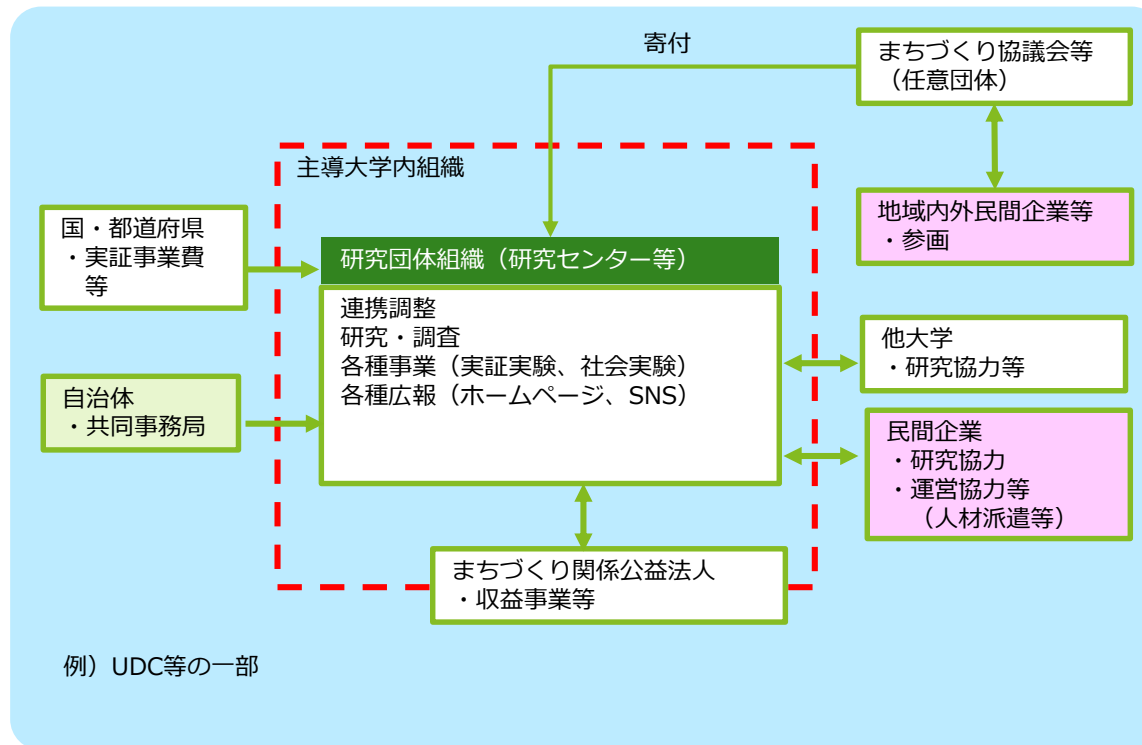 寄付
まちづくり協議会等
（任意団体）
主導大学内組織
国・都道府県
・実証事業費
等
地域内外民間企業等
・参画
研究団体組織（研究センター等）
連携調整
研究・調査
各種事業（実証実験、社会実験）
各種広報（ホームページ、SNS）
他大学
・研究協力等
自治体
・共同事務局
民間企業
・研究協力
・運営協力等
（人材派遣等）
まちづくり関係公益法人
・収益事業等
例）UDC等の一部